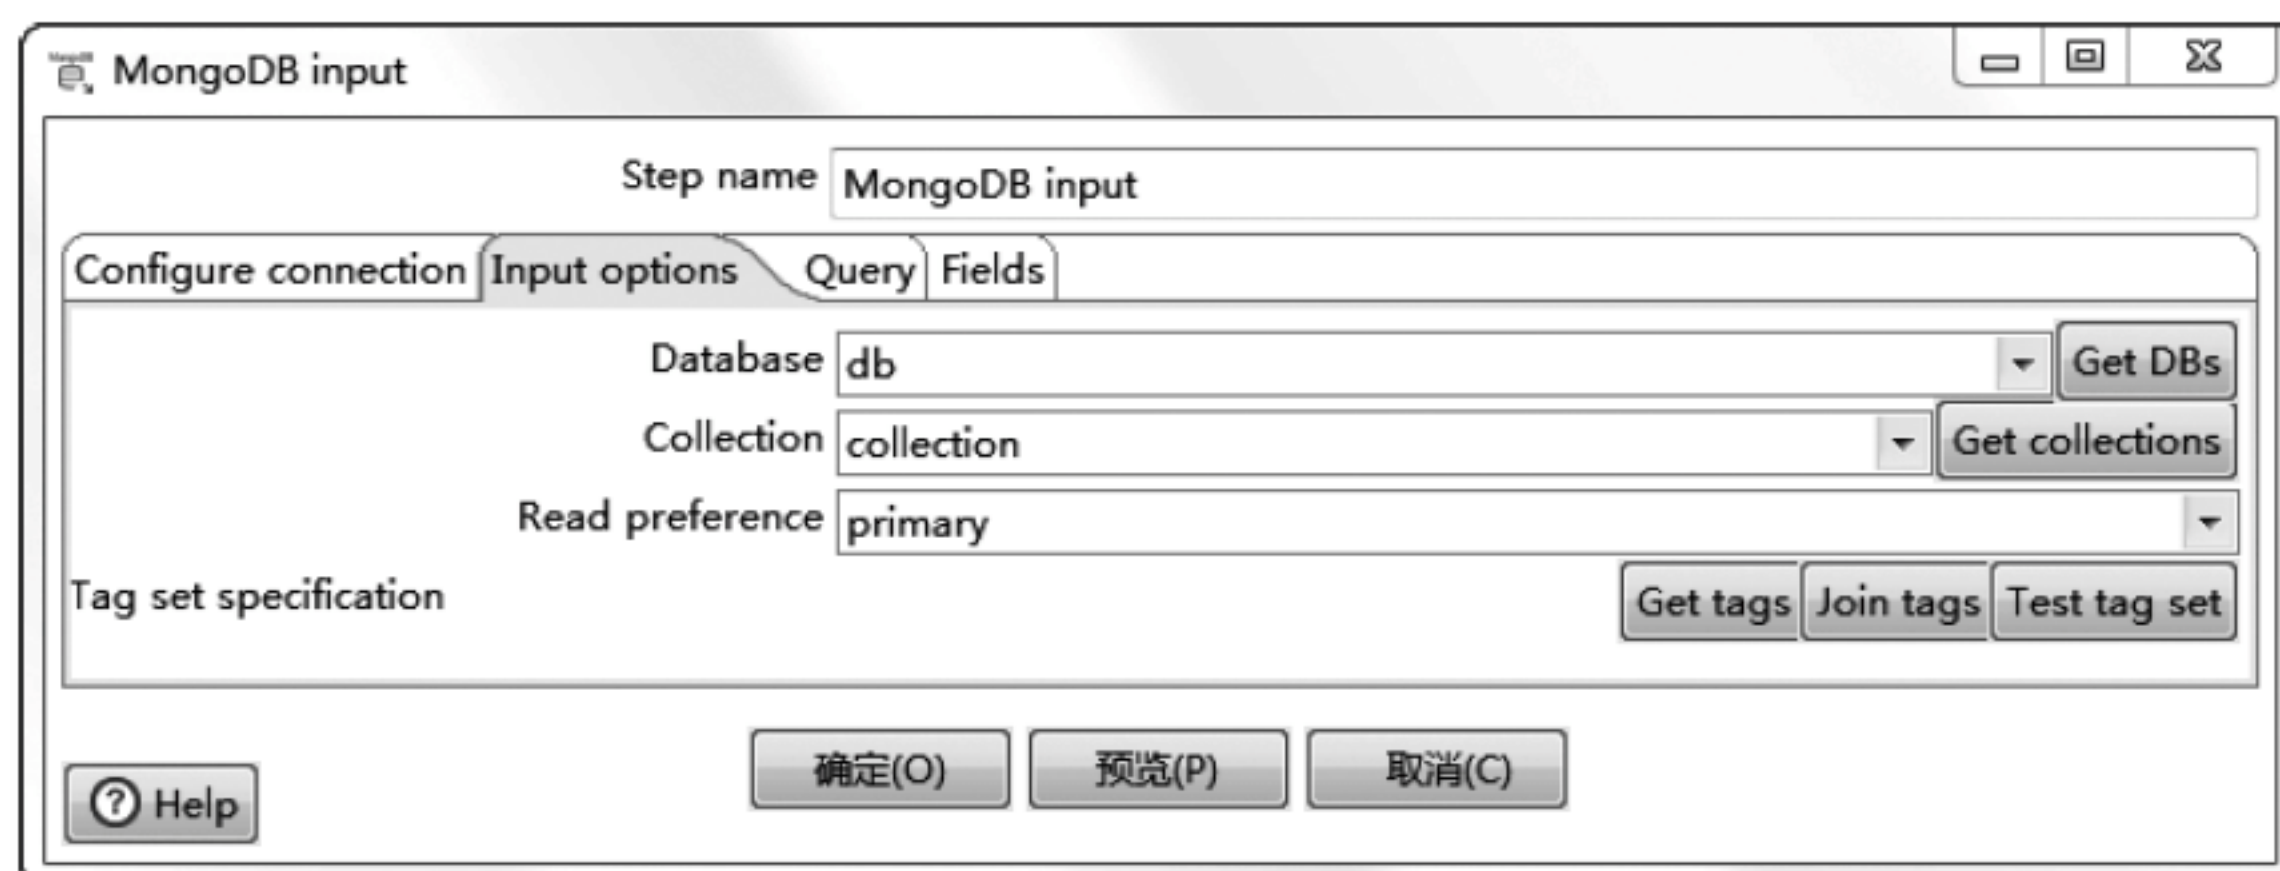 MongoDB input
Step name MongoDB input
Configure connection Input options Query Fields
Database db Get DBs
Collection collection Get collections
Read preference primary
Tag set specification Get tags Join tags Test tag set
确定(O) 预览(P) 取消(C)
Help